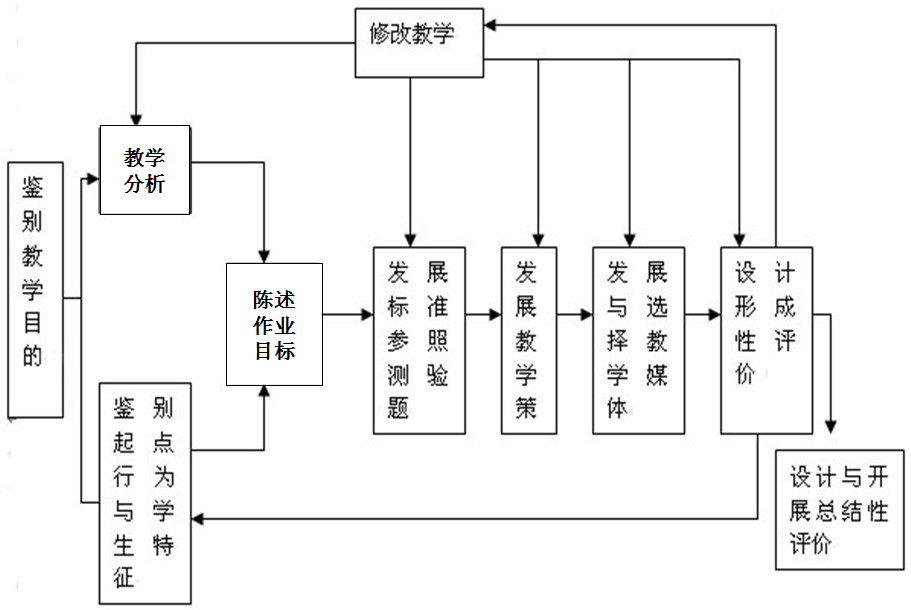 修改教学
教学
分析
鉴
别
教
学
目
的
陈述
作业
目标
发 展
标 准
参 照
测 验
题
发
展
教
学
策
发 展
与 选
择 教
学 媒
体
设 计
形 成
性 评
价
鉴 别
起 点
行 为
与 学
生 特
征
设计与开
展总结性
评价